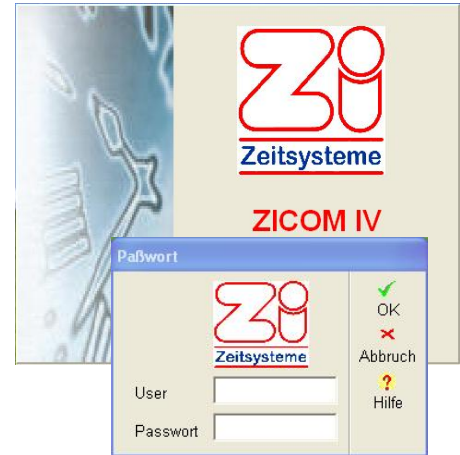 Zi
Zeitsysteme
ZICOM IV
Paßwort
Zi
Zeitsysteme
User
Passwort
OK
Abbruch
Hilfe